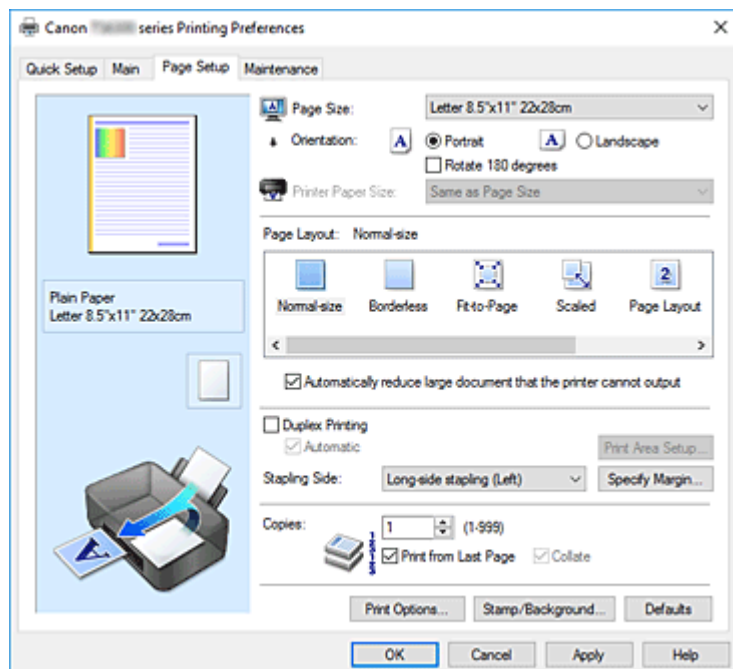 Canon series Printing Preferences
Quick Setup Main Page Setup Maintenance
Page Size: Letter 8.5"x11" 22x28cm
Orientation: A Portrait A Landscape
Rotate 180 degrees
Printer Paper Size: Same as Page Size
Page Layout: Normal-size
2
Normal-size Borderless Fit-to-Page Scaled Page Layout
Plain Paper
Letter 8.5"x11" 22x28cm
Automatically reduce large document that the printer cannot output
Duplex Printing
Automatic Print Area Setup...
Stapling Side: Long-side stapling (Left) Specify Margin...
Copies: 1 (1-999)
Print from Last Page Collate
A
Print Options... Stamp/Background... Defaults
OK Cancel Apply Help